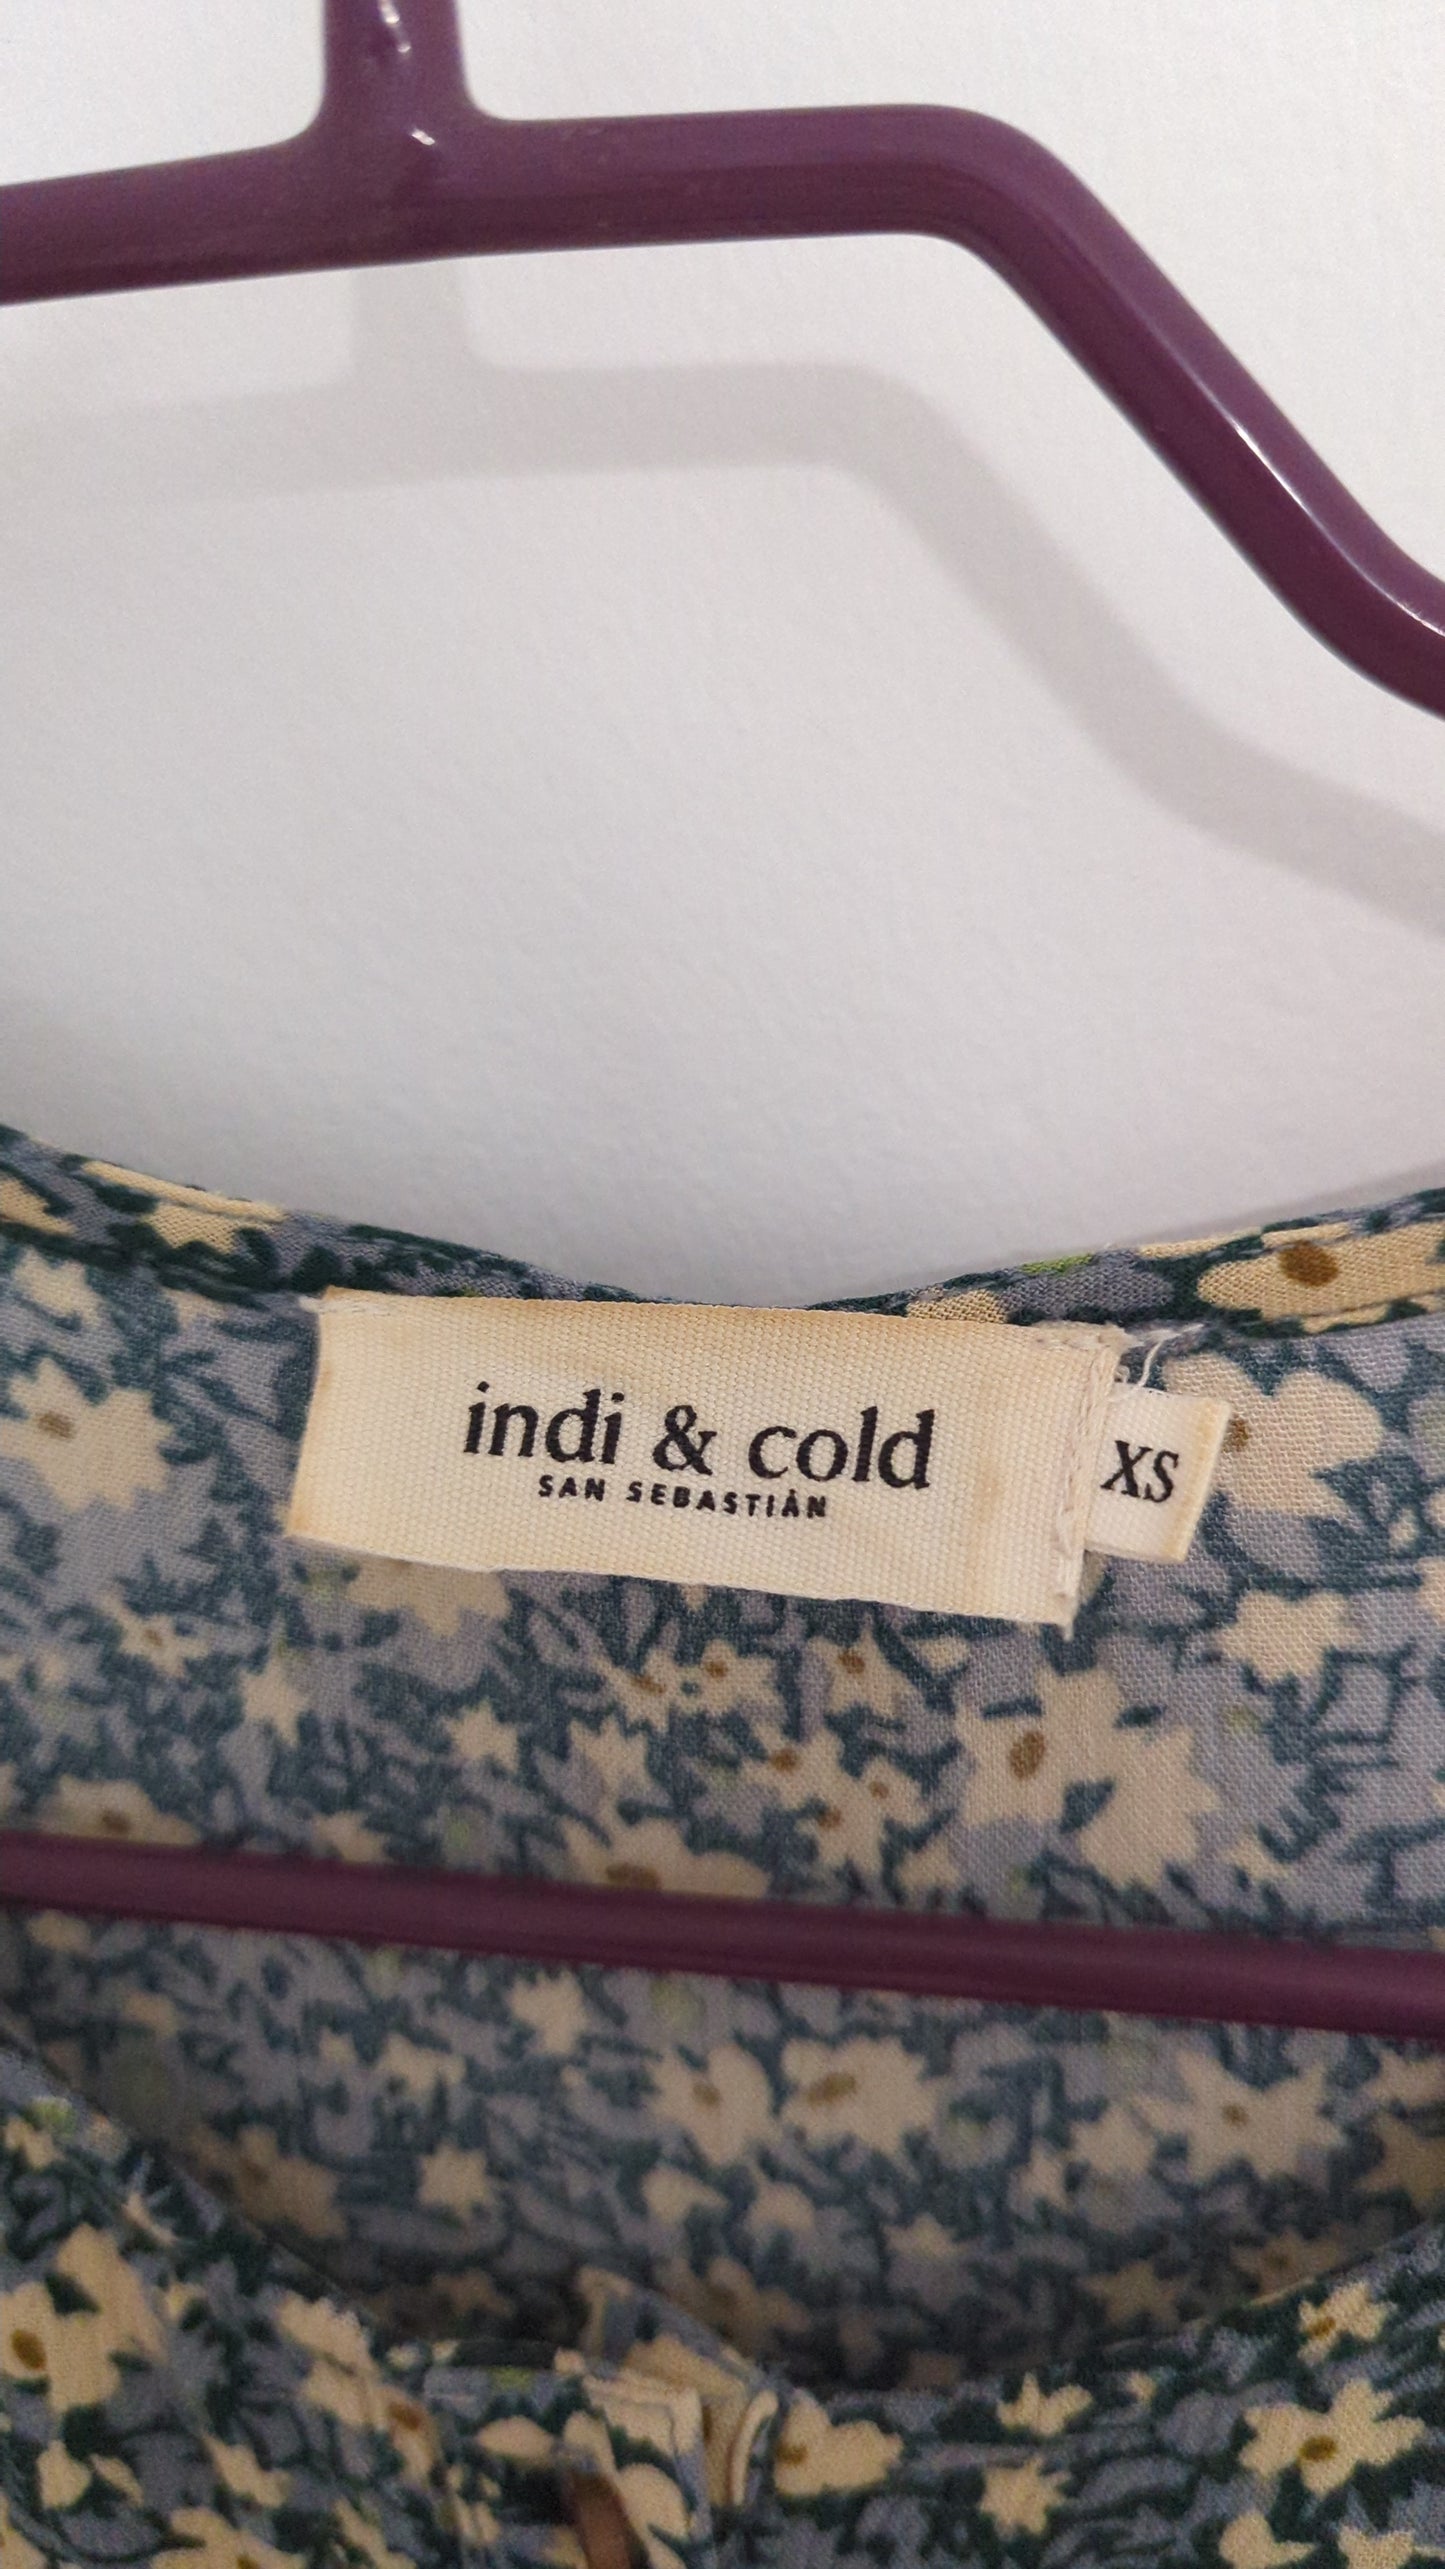 indi & cold
SAN SEBASTIÁN
XS